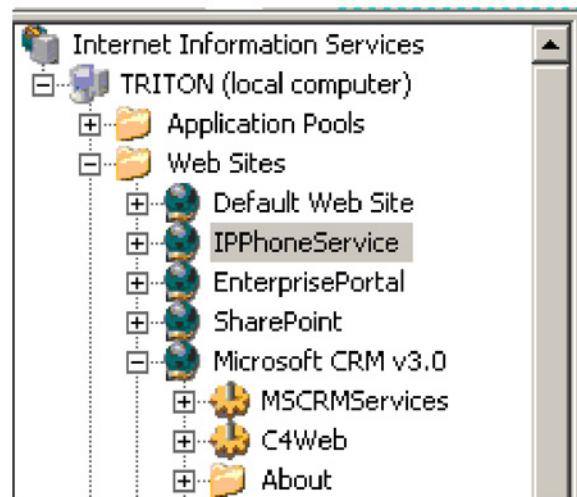 Internet Information Services
TRITON (local computer)
Application Pools
Web Sites
Default Web Site
IPPhoneService
EnterprisePortal
SharePoint
Microsoft CRM v3.0
MSCRMServices
C4Web
About